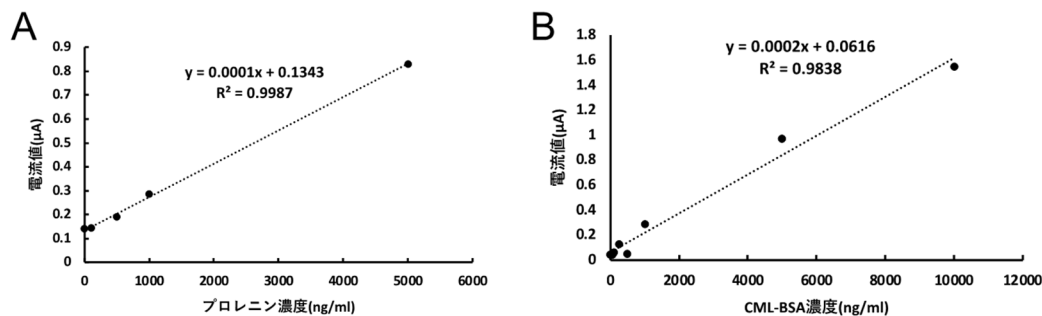 A
y = 0.0001x + 0.1343
R² = 0.9987
電流値(μA)
0.9
0.8
0.7
0.6
0.5
0.4
0.3
0.2
0.1
0
0 1000 2000 3000 4000 5000 6000
プロレニン濃度(ng/ml)
B
y = 0.0002x + 0.0616
R² = 0.9838
電流値(μA)
1.8
1.6
1.4
1.2
1
0.8
0.6
0.4
0.2
0
0 2000 4000 6000 8000 10000 12000
CML-BSA濃度(ng/ml)